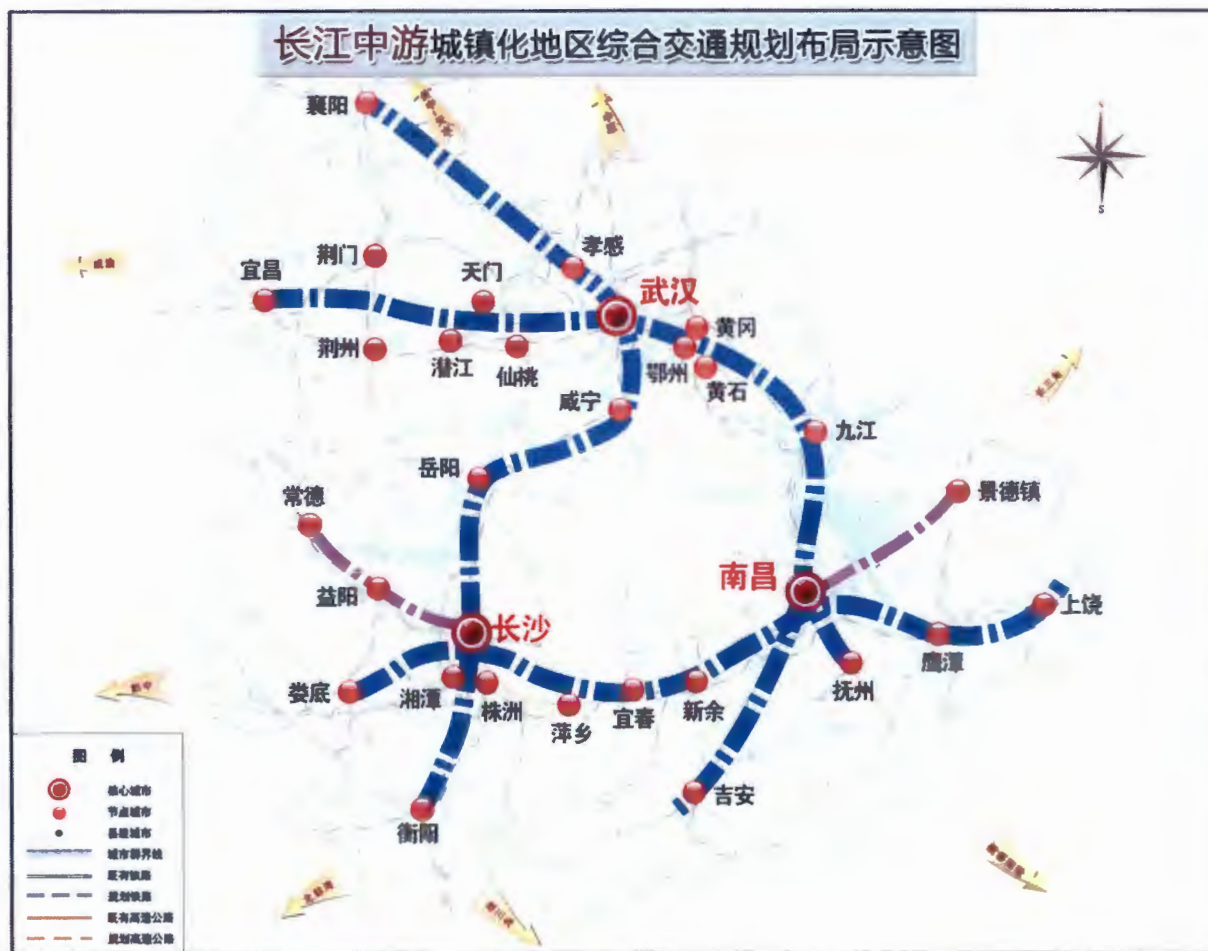 长江中游城镇化地区综合交通规划布局示意图
襄阳
孝感
荆门
宜昌
天门
武汉
黄冈
荆州
潜江
仙桃
鄂州
黄石
咸宁
九江
岳阳
常德
景德镇
南昌
益阳
长沙
上饶
鹰潭
娄底
湘潭
株洲
萍乡
宜春
新余
抚州
吉安
衡阳
S
长三角
图 例
核心城市
节点城市
县级城市
城市群界线
既有铁路
规划铁路
既有高速公路
规划高速公路